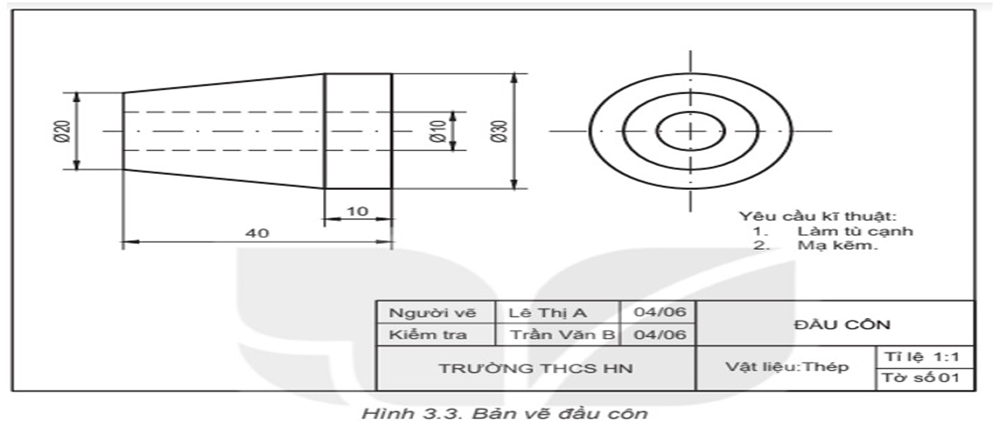 Ø20
Ø10
Ø30
10
40
Yêu cầu kĩ thuật:
1. Làm tù cạnh
2. Mạ kẽm.
Người vẽ Lê Thị A 04/06
Kiểm tra Trần Văn B 04/06
ĐẦU CÔN
TRƯỜNG THCS HN
Vật liệu:Thép
Tỉ lệ 1:1
Tờ số 01
Hình 3.3. Bản vẽ đầu côn